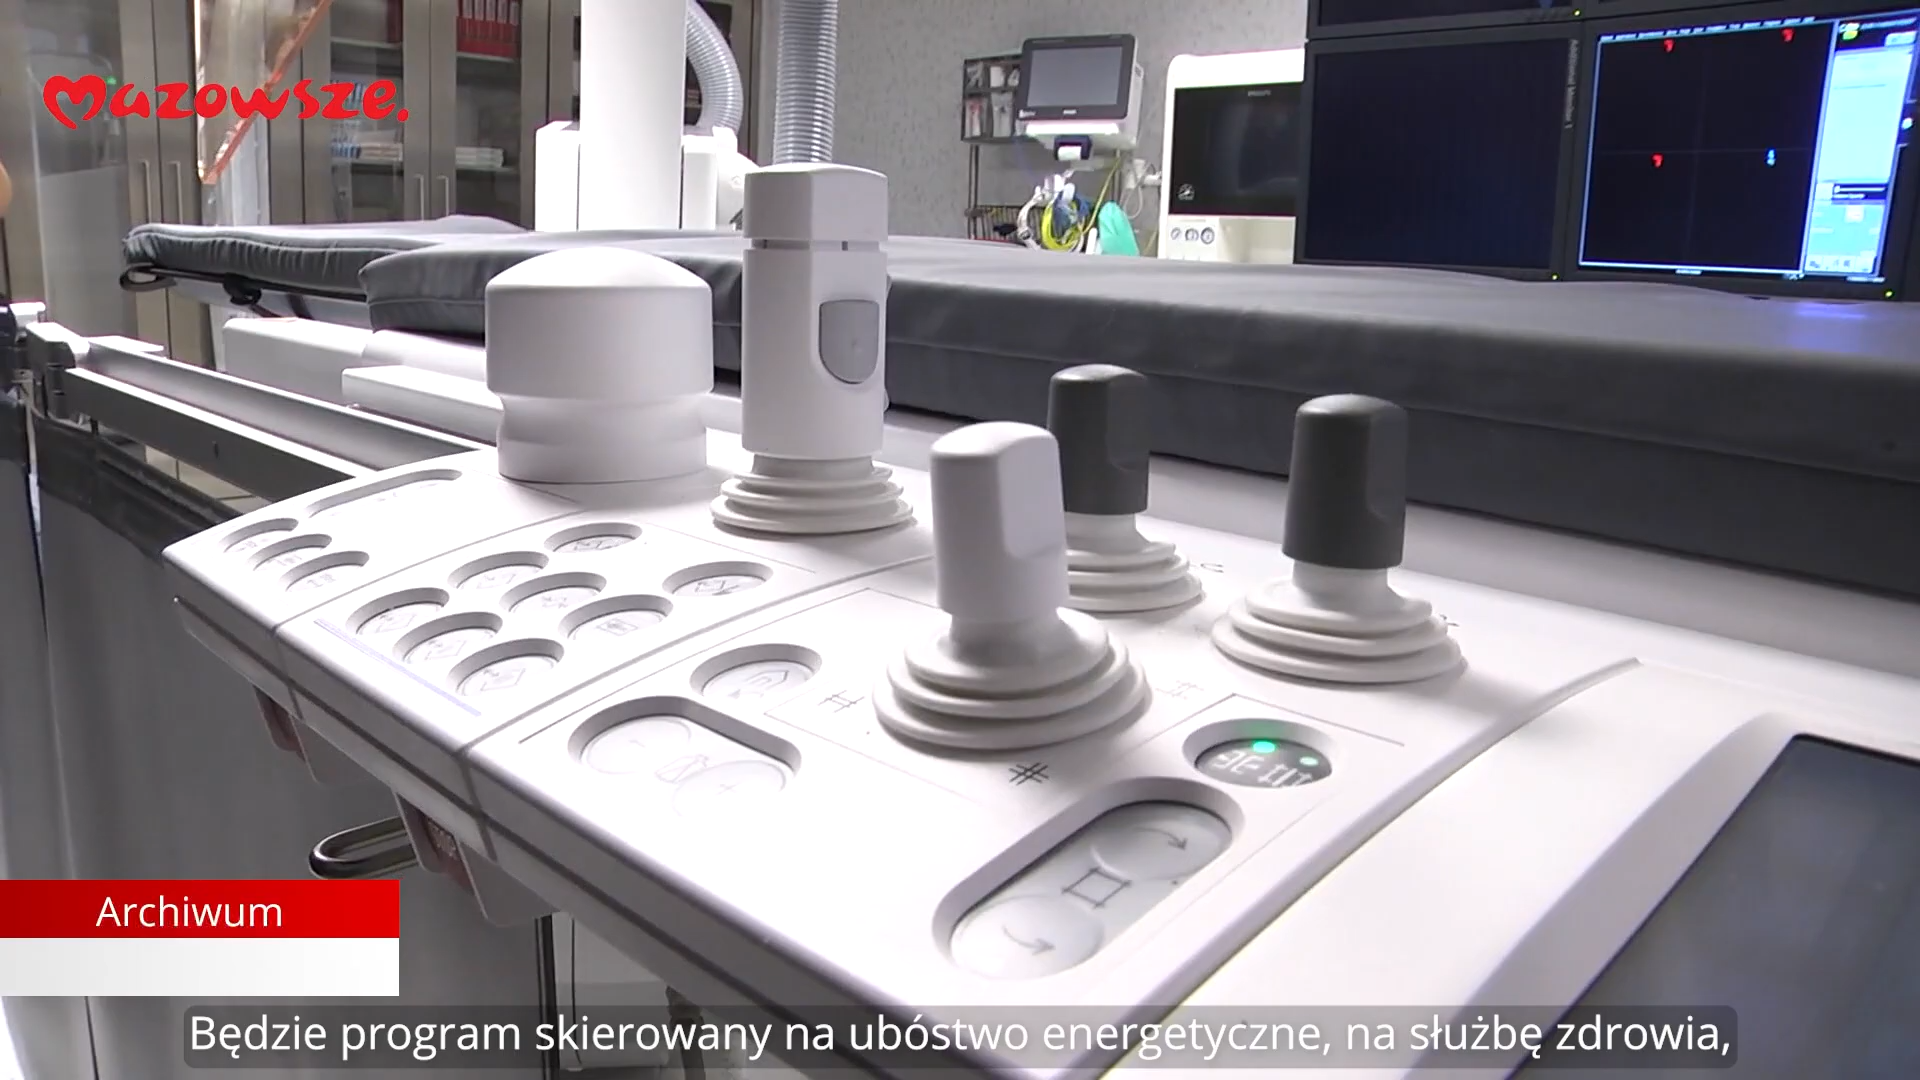 Mazowsze.
Archiwum
Będzie program skierowany na ubóstwo energetyczne, na służbę zdrowia,